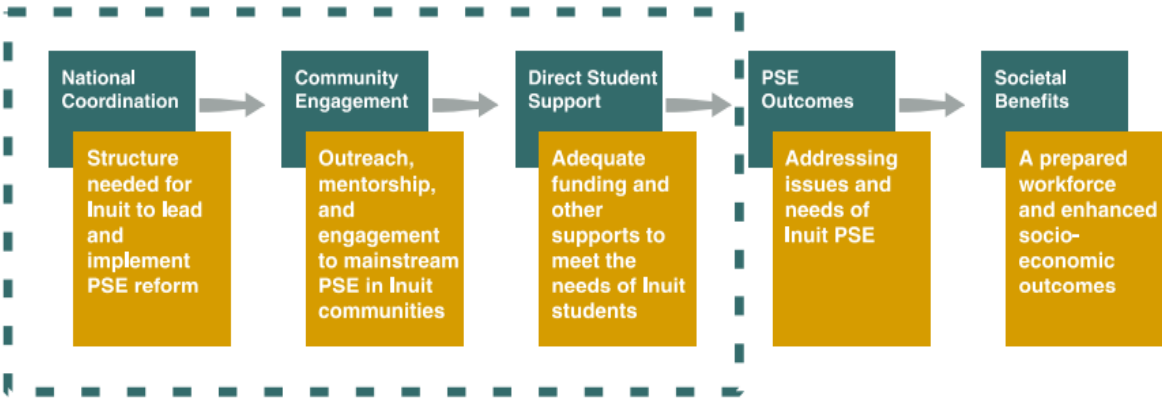 National
Coordination
Structure
needed for
Inuit to lead
and
implement
PSE reform
Community
Engagement
Outreach,
mentorship,
and
engagement
to mainstream
PSE in Inuit
communities
Direct Student
Support
Adequate
funding and
other
supports to
meet the
needs of Inuit
students
PSE
Outcomes
Addressing
issues and
needs of
Inuit PSE
Societal
Benefits
A prepared
workforce
and enhanced
socio-
economic
outcomes